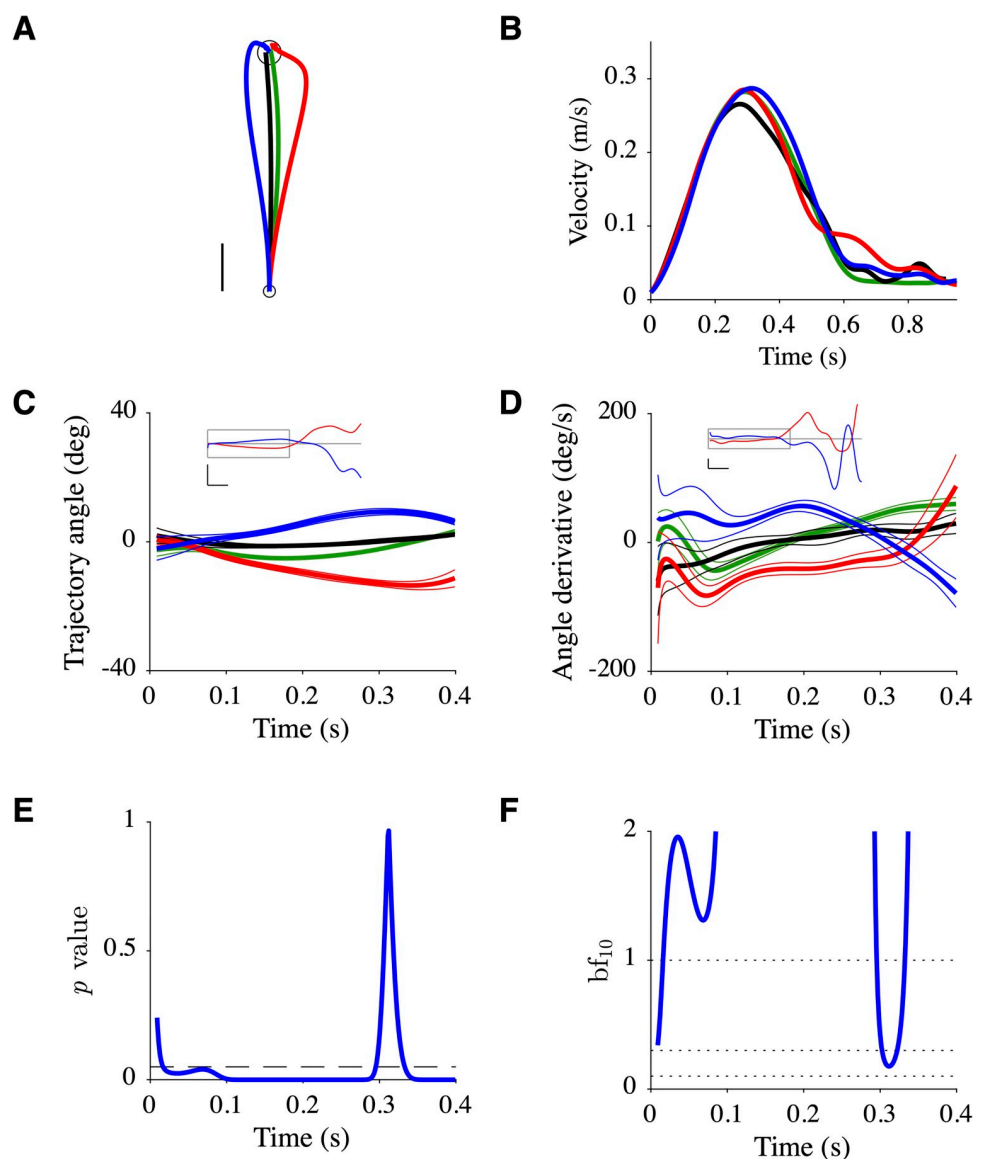 A
B
0.3
0.2
0.1
0
Velocity (m/s)
0 0.2 0.4 0.6 0.8
Time (s)
C
40
0
-40
Trajectory angle (deg)
0 0.1 0.2 0.3 0.4
Time (s)
D
200
0
-200
Angle derivative (deg/s)
0 0.1 0.2 0.3 0.4
Time (s)
E
1
0.5
0
p value
0 0.1 0.2 0.3 0.4
Time (s)
F
2
1
0
bf₁₀
0 0.1 0.2 0.3 0.4
Time (s)